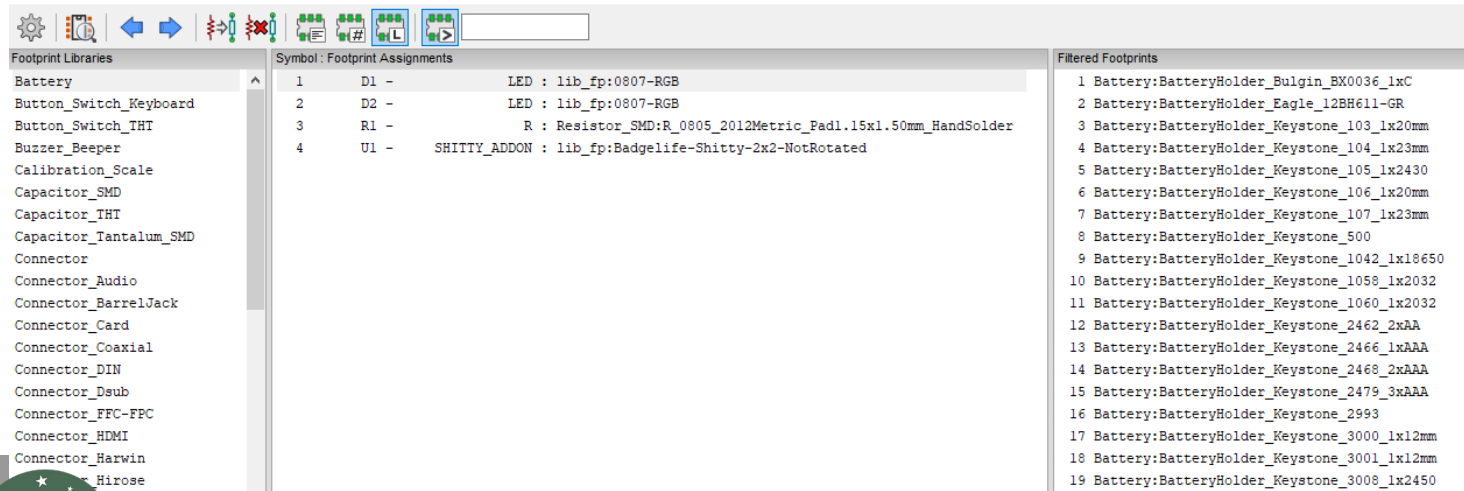 Footprint Libraries
Battery
Button_Switch_Keyboard
Button_Switch_THT
Buzzer_Beeper
Calibration_Scale
Capacitor_SMD
Capacitor_THT
Capacitor_Tantalum_SMD
Connector
Connector_Audio
Connector_BarrelJack
Connector_Card
Connector_Coaxial
Connector_DIN
Connector_Dsub
Connector_FFC-FPC
Connector_HDMI
Connector_Harwin
Hirose
Symbol : Footprint Assignments
1 D1 - LED : lib_fp:0807-RGB
2 D2 - LED : lib_fp:0807-RGB
3 R1 - R : Resistor_SMD:R_0805_2012Metric_Pad1.15x1.50mm_HandSolder
4 U1 - SHITTY_ADDON : lib_fp:Badgelife-Shitty-2x2-NotRotated
Filtered Footprints
1 Battery:BatteryHolder_Bulgin_BX0036_1xC
2 Battery:BatteryHolder_Eagle_12BH611-GR
3 Battery:BatteryHolder_Keystone_103_1x20mm
4 Battery:BatteryHolder_Keystone_104_1x23mm
5 Battery:BatteryHolder_Keystone_105_1x2430
6 Battery:BatteryHolder_Keystone_106_1x20mm
7 Battery:BatteryHolder_Keystone_107_1x23mm
8 Battery:BatteryHolder_Keystone_500
9 Battery:BatteryHolder_Keystone_1042_1x18650
10 Battery:BatteryHolder_Keystone_1058_1x2032
11 Battery:BatteryHolder_Keystone_1060_1x2032
12 Battery:BatteryHolder_Keystone_2462_2xAA
13 Battery:BatteryHolder_Keystone_2466_1xAAA
14 Battery:BatteryHolder_Keystone_2468_2xAAA
15 Battery:BatteryHolder_Keystone_2479_3xAAA
16 Battery:BatteryHolder_Keystone_2993
17 Battery:BatteryHolder_Keystone_3000_1x12mm
18 Battery:BatteryHolder_Keystone_3001_1x12mm
19 Battery:BatteryHolder_Keystone_3008_1x2450